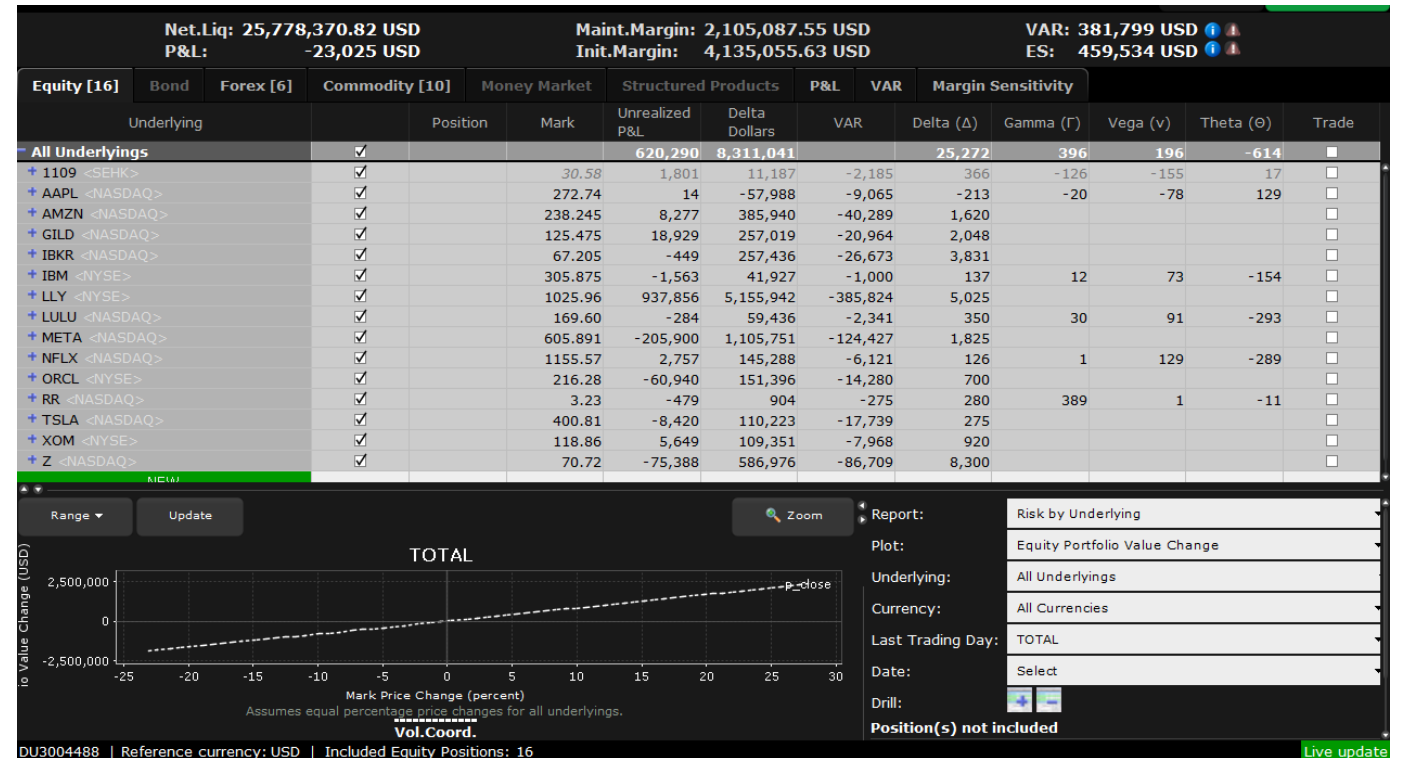 Net.Liq: 25,778,370.82 USD Maint.Margin: 2,105,087.55 USD VAR: 381,799 USD
P&L: -23,025 USD Init.Margin: 4,135,055.63 USD ES: 459,534 USD
Equity [16] Bond Forex [6] Commodity [10] Money Market Structured Products P&L VAR Margin Sensitivity
Underlying Position Mark Unrealized P&L Delta Dollars VAR Delta (Δ) Gamma (Γ) Vega (v) Theta (Θ) Trade
- All Underlyings 620,290 8,311,041 25,272 396 196 -614
+ 1109 <SEHK> 30.58 1,801 11,187 -2,185 366 -126 -155 17
+ AAPL <NASDAQ> 272.74 14 -57,988 -9,065 -213 -20 -78 129
+ AMZN <NASDAQ> 238.245 8,277 385,940 -40,289 1,620
+ GILD <NASDAQ> 125.475 18,929 257,019 -20,964 2,048
+ IBKR <NASDAQ> 67.205 -449 257,436 -26,673 3,831
+ IBM <NYSE> 305.875 -1,563 41,927 -1,000 137 12 73 -154
+ LLY <NYSE> 1025.96 937,856 5,155,942 -385,824 5,025
+ LULU <NASDAQ> 169.60 -284 59,436 -2,341 350 30 91 -293
+ META <NASDAQ> 605.891 -205,900 1,105,751 -124,427 1,825
+ NFLX <NASDAQ> 1155.57 2,757 145,288 -6,121 126 1 129 -289
+ ORCL <NYSE> 216.28 -60,940 151,396 -14,280 700
+ RR <NASDAQ> 3.23 -479 904 -275 280 389 1 -11
+ TSLA <NASDAQ> 400.81 -8,420 110,223 -17,739 275
+ XOM <NYSE> 118.86 5,649 109,351 -7,968 920
+ Z <NASDAQ> 70.72 -75,388 586,976 -86,709 8,300
NEW
Range Update Zoom
TOTAL
io Value Change (USD)
2,500,000
0
-2,500,000
p_close
-25 -20 -15 -10 -5 0 5 10 15 20 25 30
Mark Price Change (percent)
Assumes equal percentage price changes for all underlyings.
Vol.Coord.
Report: Risk by Underlying
Plot: Equity Portfolio Value Change
Underlying: All Underlyings
Currency: All Currencies
Last Trading Day: TOTAL
Date: Select
Drill: + -
Position(s) not included
DU3004488 | Reference currency: USD | Included Equity Positions: 16 Live update